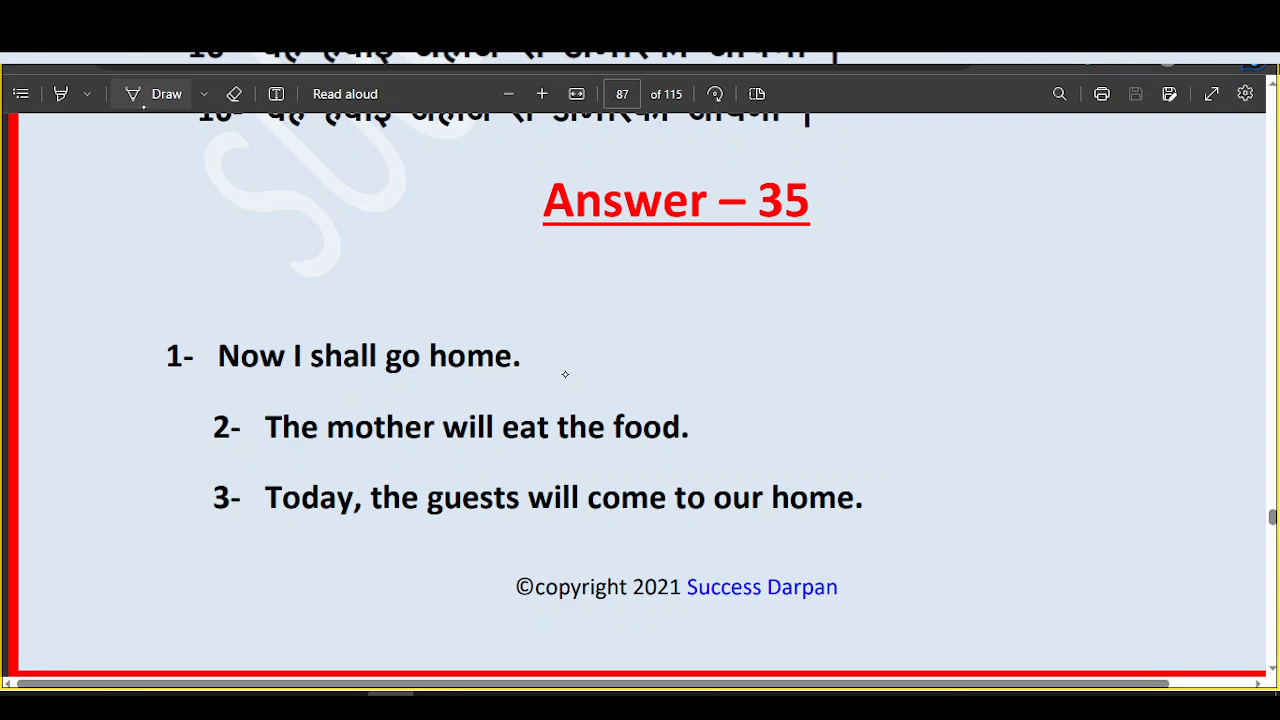 Draw
Read aloud
87 of 115
Answer – 35
1- Now I shall go home.
2- The mother will eat the food.
3- Today, the guests will come to our home.
©copyright 2021 Success Darpan